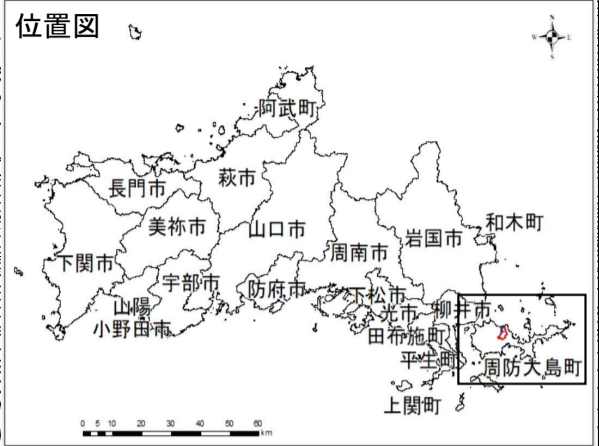 位置図
N
W E
S
阿武町
萩市
長門市
美祢市
山口市
和木町
岩国市
周南市
下関市
宇部市
防府市
山陽
小野田市
下松市
光市
柳井市
田布施町
平生町
周防大島町
上関町
0 5 10 20 30 40 50 60
km